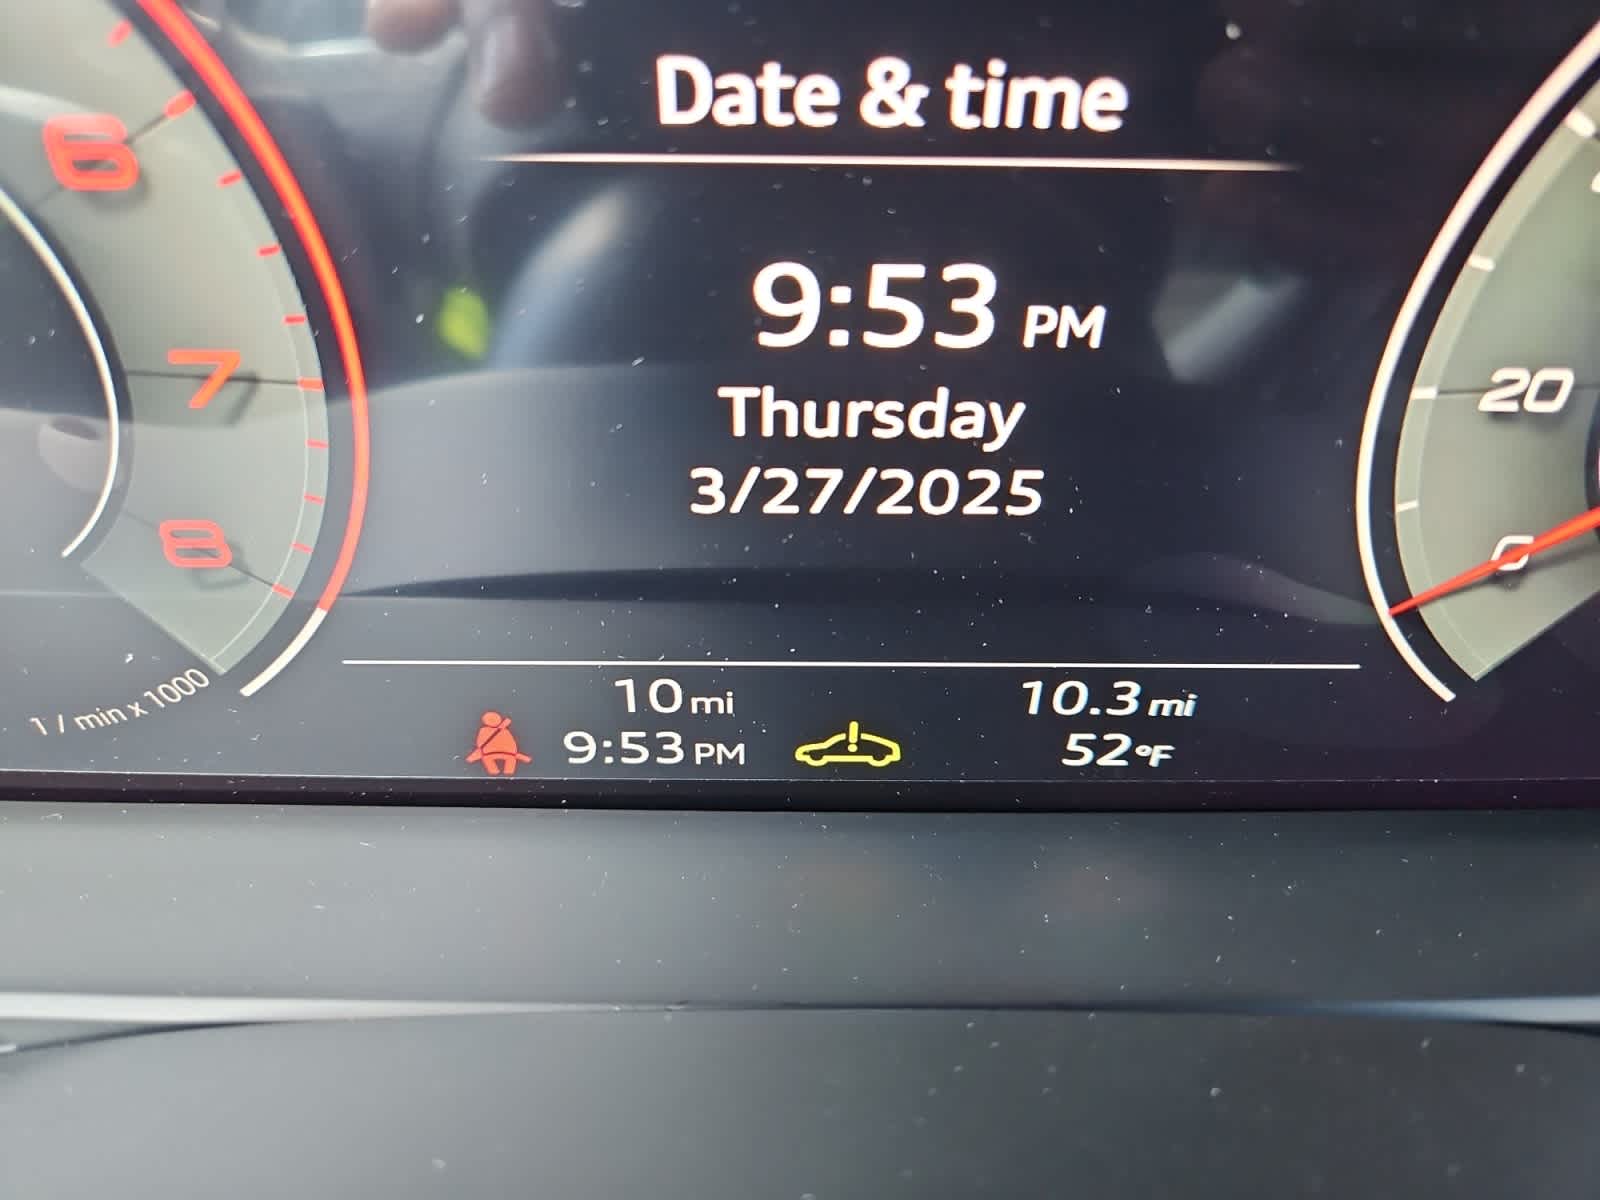 Date & time
9:53 PM
Thursday
3/27/2025
6
7
8
1 / min x 1000
20
0
10 mi
9:53 PM
10.3 mi
52°F